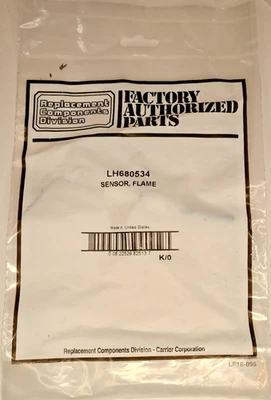 Replacement
Components
Division
FACTORY
AUTHORIZED
PARTS
LH680534
SENSOR, FLAME
Made in United States
K/0
Replacement Components Division - Carrier Corporation